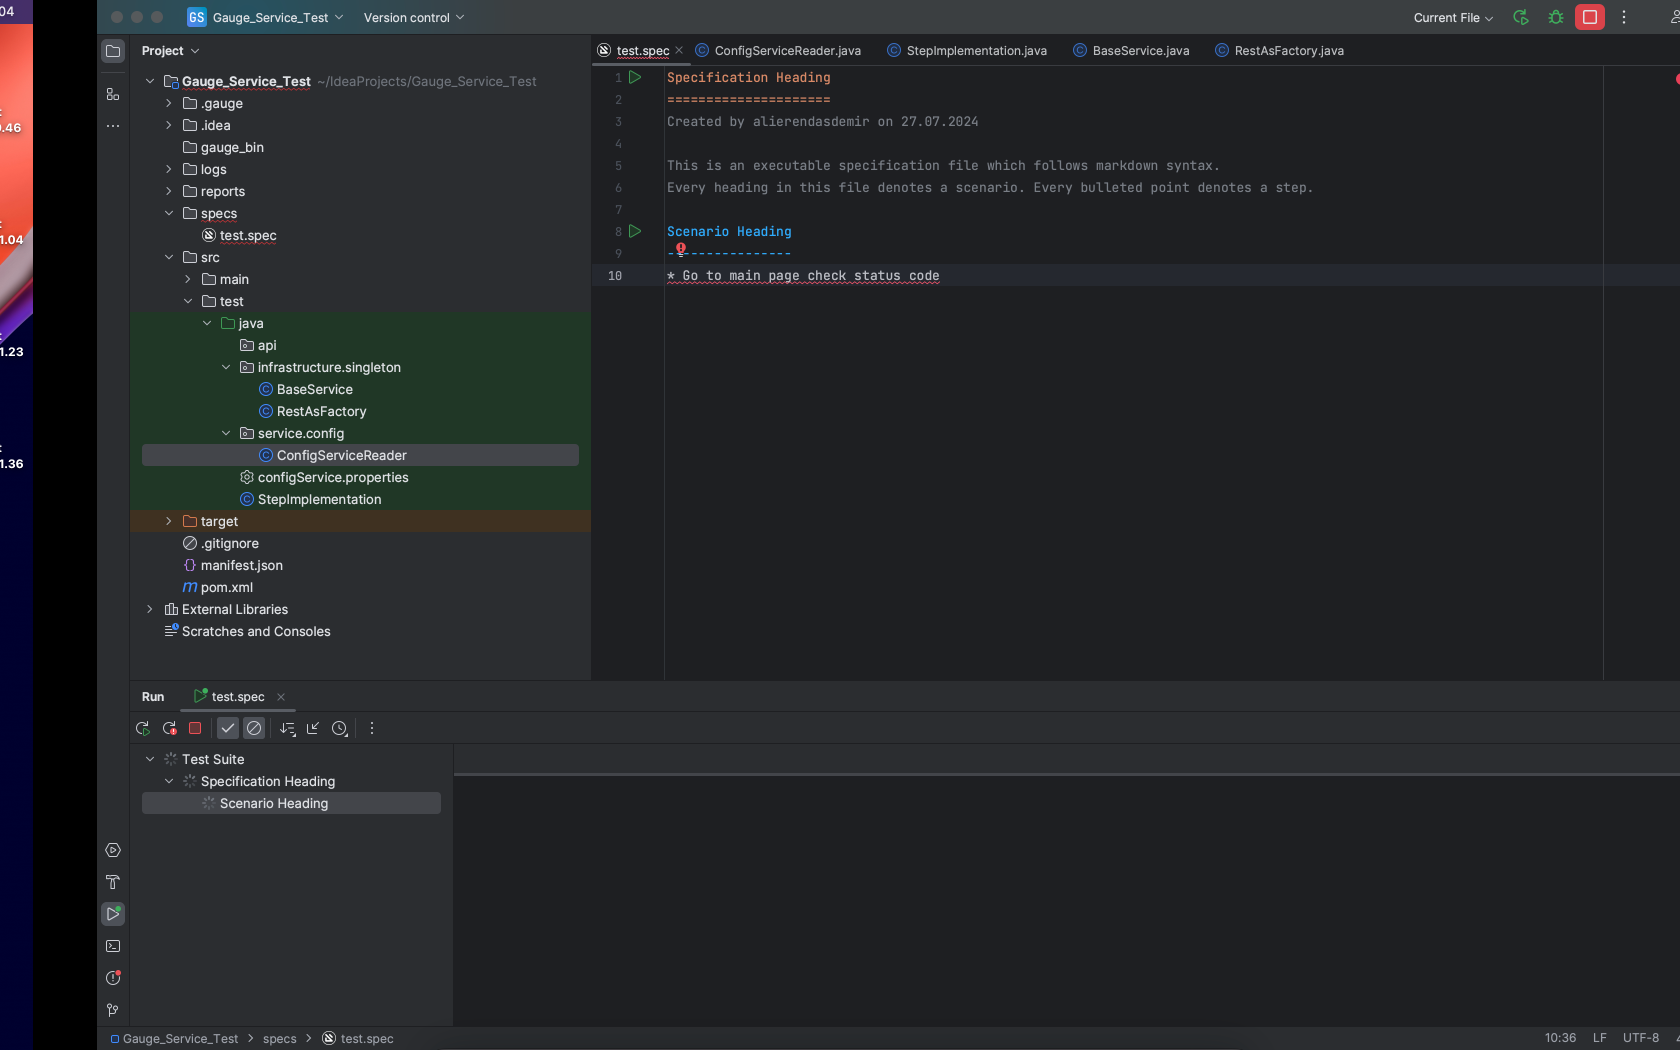 04
0.46
1.04
1.23
1.36
GS Gauge_Service_Test Version control Current File
Project
Gauge_Service_Test ~/IdeaProjects/Gauge_Service_Test
.gauge
.idea
gauge_bin
logs
reports
specs
test.spec
src
main
test
java
api
infrastructure.singleton
BaseService
RestAsFactory
service.config
ConfigServiceReader
configService.properties
StepImplementation
target
.gitignore
manifest.json
pom.xml
External Libraries
Scratches and Consoles
test.spec ConfigServiceReader.java StepImplementation.java BaseService.java RestAsFactory.java
1 Specification Heading
2 =====================
3 Created by alierendasdemir on 27.07.2024
4
5 This is an executable specification file which follows markdown syntax.
6 Every heading in this file denotes a scenario. Every bulleted point denotes a step.
7
8 Scenario Heading
9 ----------------
10 * Go to main page check status code
Run test.spec
Test Suite
Specification Heading
Scenario Heading
Gauge_Service_Test > specs > test.spec 10:36 LF UTF-8